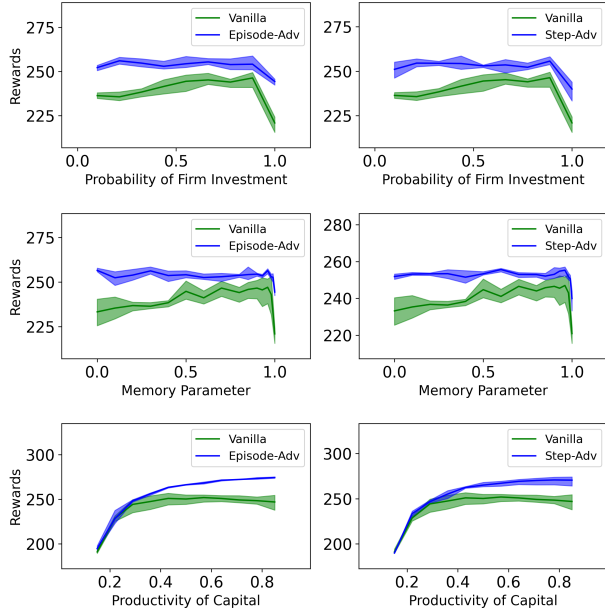 275
250
225
Rewards
Vanilla
Episode-Adv
0.0 0.5 1.0
Probability of Firm Investment
275
250
225
Vanilla
Step-Adv
0.0 0.5 1.0
Probability of Firm Investment
275
250
225
Rewards
Vanilla
Episode-Adv
0.0 0.5 1.0
Memory Parameter
280
260
240
220
Vanilla
Step-Adv
0.0 0.5 1.0
Memory Parameter
300
250
200
Rewards
Vanilla
Episode-Adv
0.2 0.4 0.6 0.8
Productivity of Capital
300
250
200
Vanilla
Step-Adv
0.2 0.4 0.6 0.8
Productivity of Capital